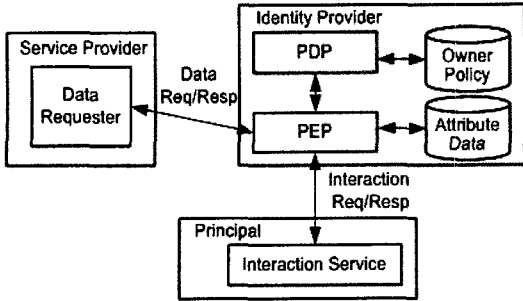 Identity Provider
Service Provider
PDP
Owner
Policy
Data
Requester
Data
Req/Resp
PEP
Attribute
Data
Interaction
Req/Resp
Principal
Interaction Service